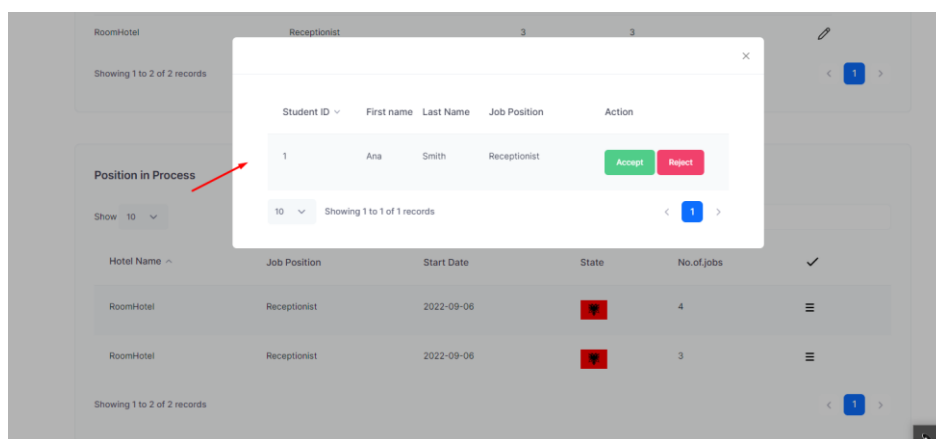 RoomHotel Receptionist 3 3
Showing 1 to 2 of 2 records 1
Student ID First name Last Name Job Position Action
1 Ana Smith Receptionist Accept Reject
10 Showing 1 to 1 of 1 records 1
Position in Process
Show 10
Hotel Name Job Position Start Date State No.of.jobs
RoomHotel Receptionist 2022-09-06 4
RoomHotel Receptionist 2022-09-06 3
Showing 1 to 2 of 2 records 1